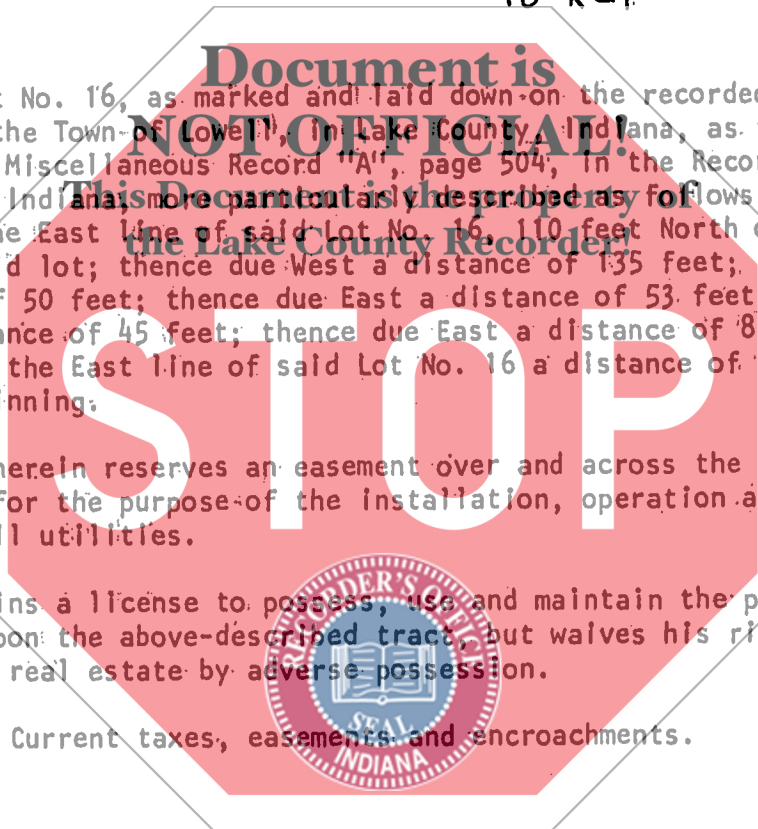 Document is
No. 16, as marked and laid down on the recorded
the Town of Lowell, in Lake County, Indiana, as
NOT OFFICIAL!
Miscellaneous Record "A", page 504, in the Recor
Indiana, more particularly described as follows
This Document is the property of
e East line of said Lot No. 16, 110 feet North
the Lake County Recorder!
d lot; thence due West a distance of 135 feet;
50 feet; thence due East a distance of 53 feet
ance of 45 feet; thence due East a distance of 8
the East line of said Lot No. 16 a distance of
nning.
STOP
erein reserves an easement over and across the
for the purpose of the installation, operation a
ll utilities.
ins a license to possess, use and maintain the p
pon the above-described tract, but waives his ri
real estate by adverse possession.
RECORDER'S OFFICE
SEAL
INDIANA
Current taxes, easements and encroachments.